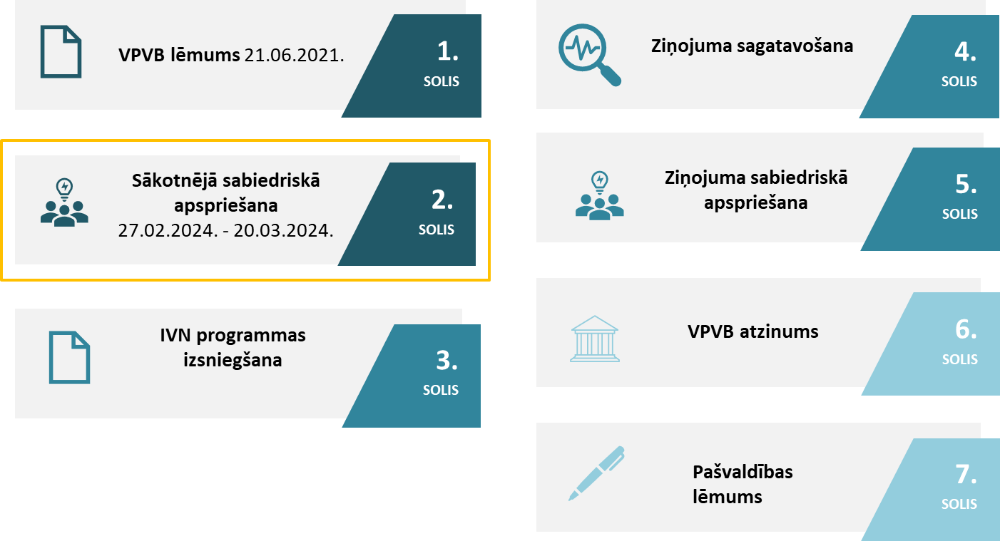 VPVB lēmums 21.06.2021.
1.
SOLIS
Sākotnējā sabiedriskā
apspriešana
27.02.2024. - 20.03.2024.
2.
SOLIS
IVN programmas
izsniegšana
3.
SOLIS
Ziņojuma sagatavošana
4.
SOLIS
Ziņojuma sabiedriskā
apspriešana
5.
SOLIS
VPVB atzinums
6.
SOLIS
Pašvaldības
lēmums
7.
SOLIS